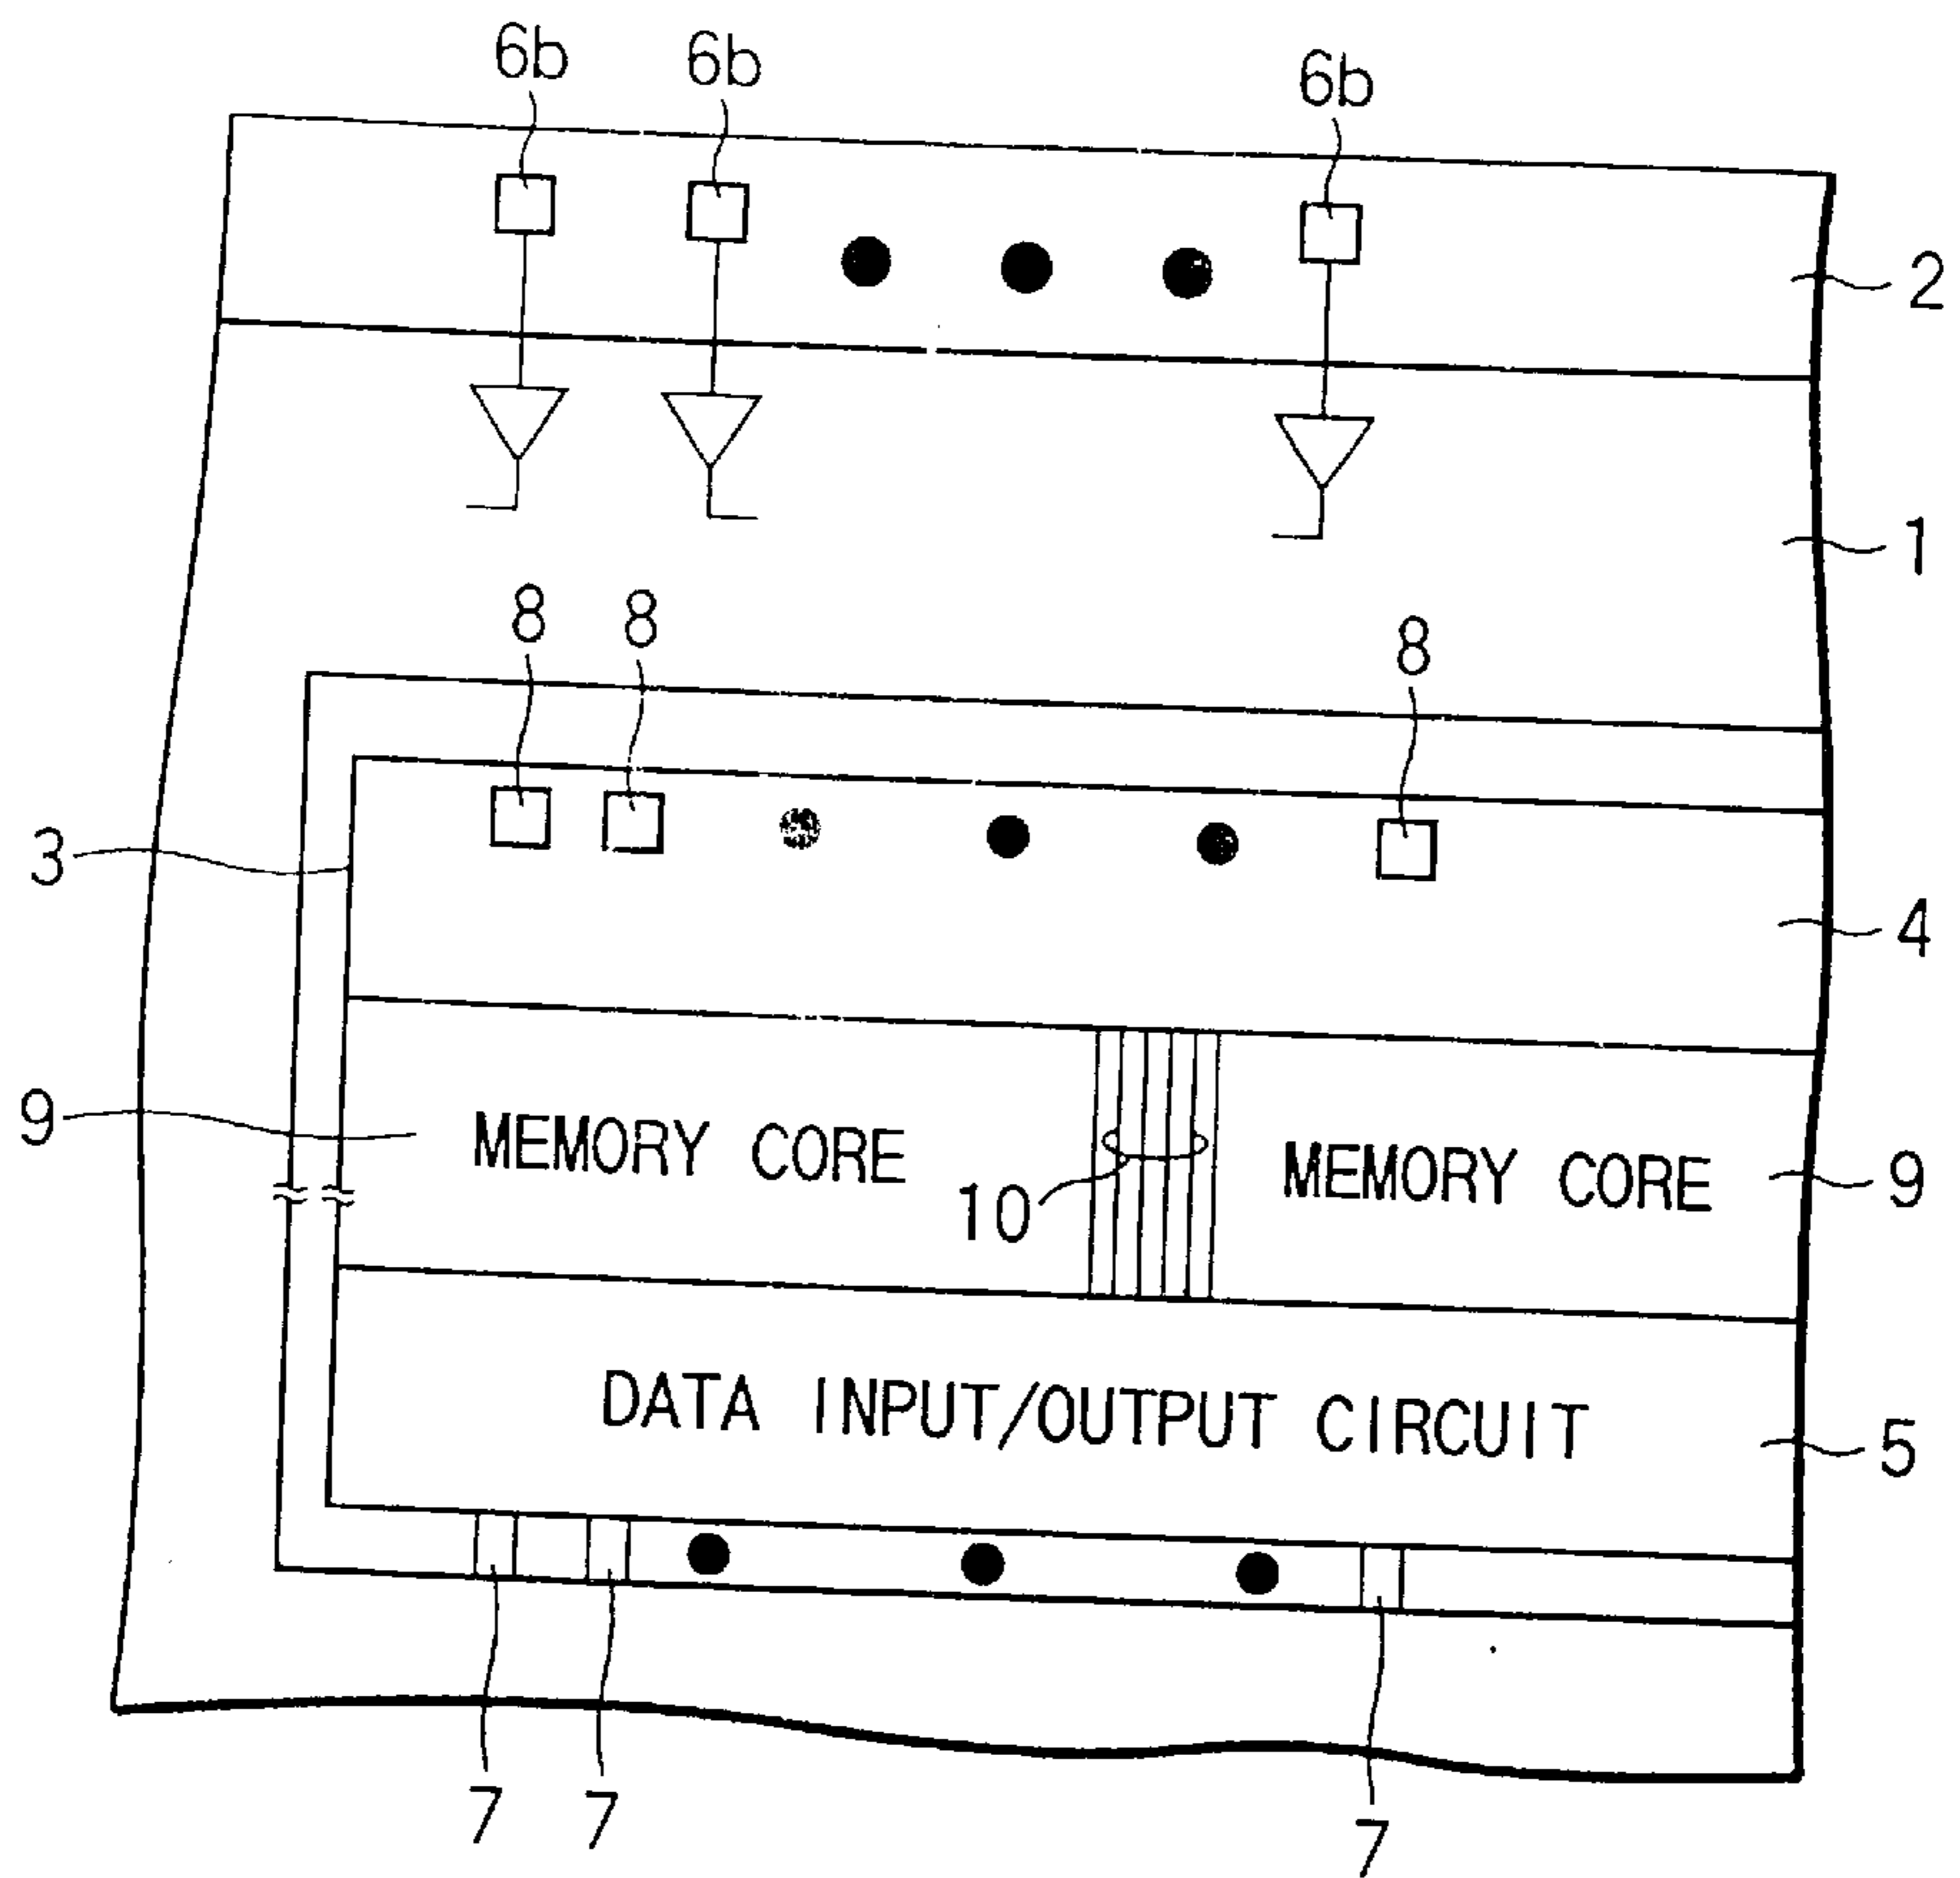 6b 6b 6b
2
1
8 8 8
3
4
9 MEMORY CORE 10 MEMORY CORE 9
DATA INPUT/OUTPUT CIRCUIT
5
7 7 7